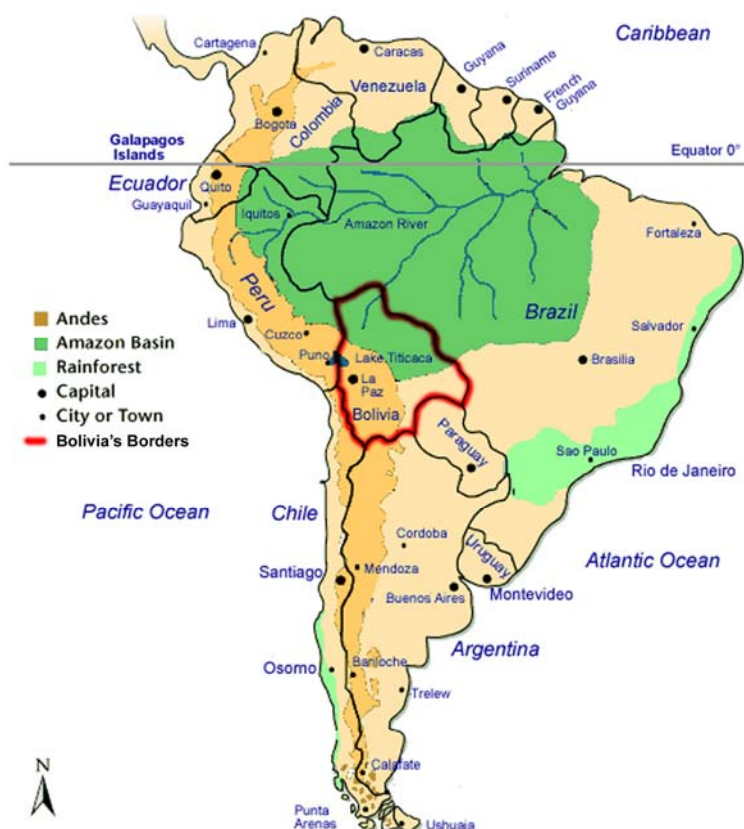 Caribbean
Cartagena
Caracas
Guyana
Suriname
French
Guyana
Venezuela
Colombia
Bogota
Galapagos
Islands
Equator 0°
Ecuador
Quito
Guayaquil
Iquitos
Amazon River
Fortaleza
Peru
Brazil
Lima
Cuzco
Salvador
Puno
Lake Titicaca
Brasilia
La
Paz
Bolivia
Andes
Amazon Basin
Rainforest
Capital
City or Town
Bolivia's Borders
Paraguay
Sao Paulo
Rio de Janeiro
Pacific Ocean
Chile
Cordoba
Uruguay
Atlantic Ocean
Santiago
Mendoza
Buenos Aires
Montevideo
Argentina
Osorno
Bariloche
Trelew
N
Calafate
Punta
Arenas
Ushuaia